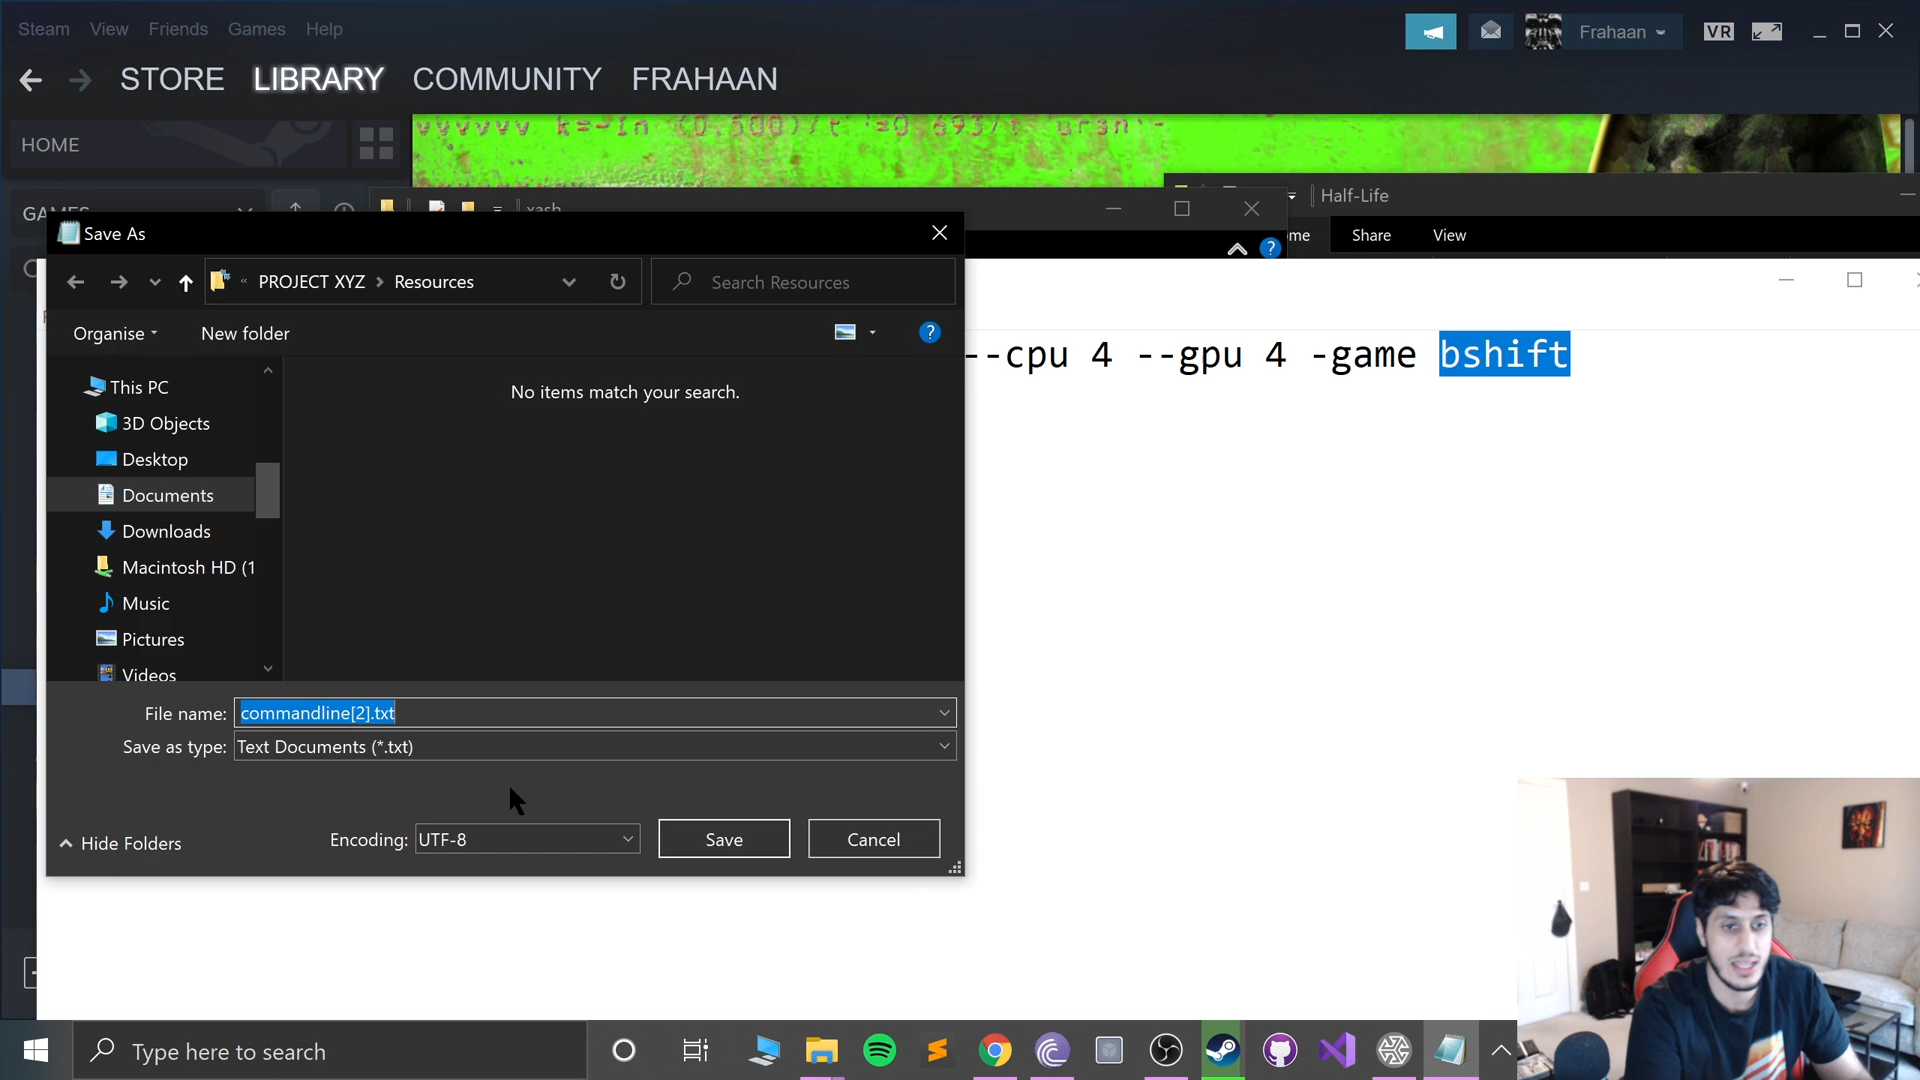 Steam View Friends Games Help
Frahaan
VR
STORE LIBRARY COMMUNITY FRAHAAN
HOME
GAMES
xash
Half-Life
Share
View
Save As
« PROJECT XYZ > Resources
Search Resources
Organise
New folder
--cpu 4 --gpu 4 -game bshift
No items match your search.
This PC
3D Objects
Desktop
Documents
Downloads
Macintosh HD (1
Music
Pictures
Videos
File name: commandline[2].txt
Save as type: Text Documents (*.txt)
Hide Folders
Encoding: UTF-8
Save
Cancel
Type here to search